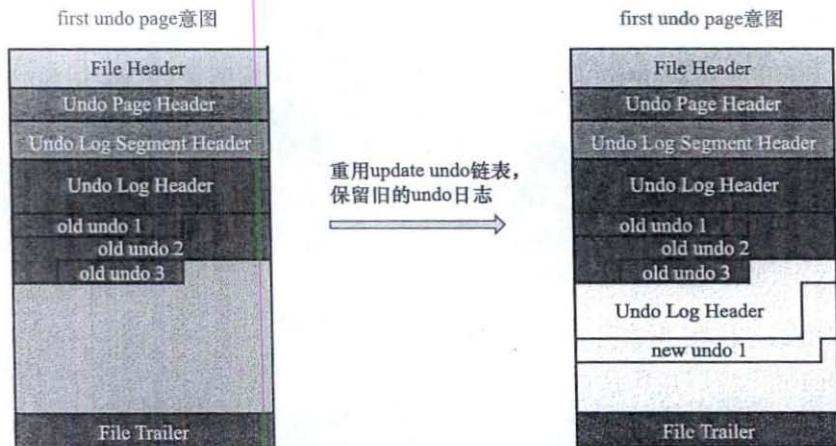 first undo page意图
File Header
Undo Page Header
Undo Log Segment Header
Undo Log Header
old undo 1
old undo 2
old undo 3
File Trailer
重用update undo链表，
保留旧的undo日志
first undo page意图
File Header
Undo Page Header
Undo Log Segment Header
Undo Log Header
old undo 1
old undo 2
old undo 3
Undo Log Header
new undo 1
File Trailer